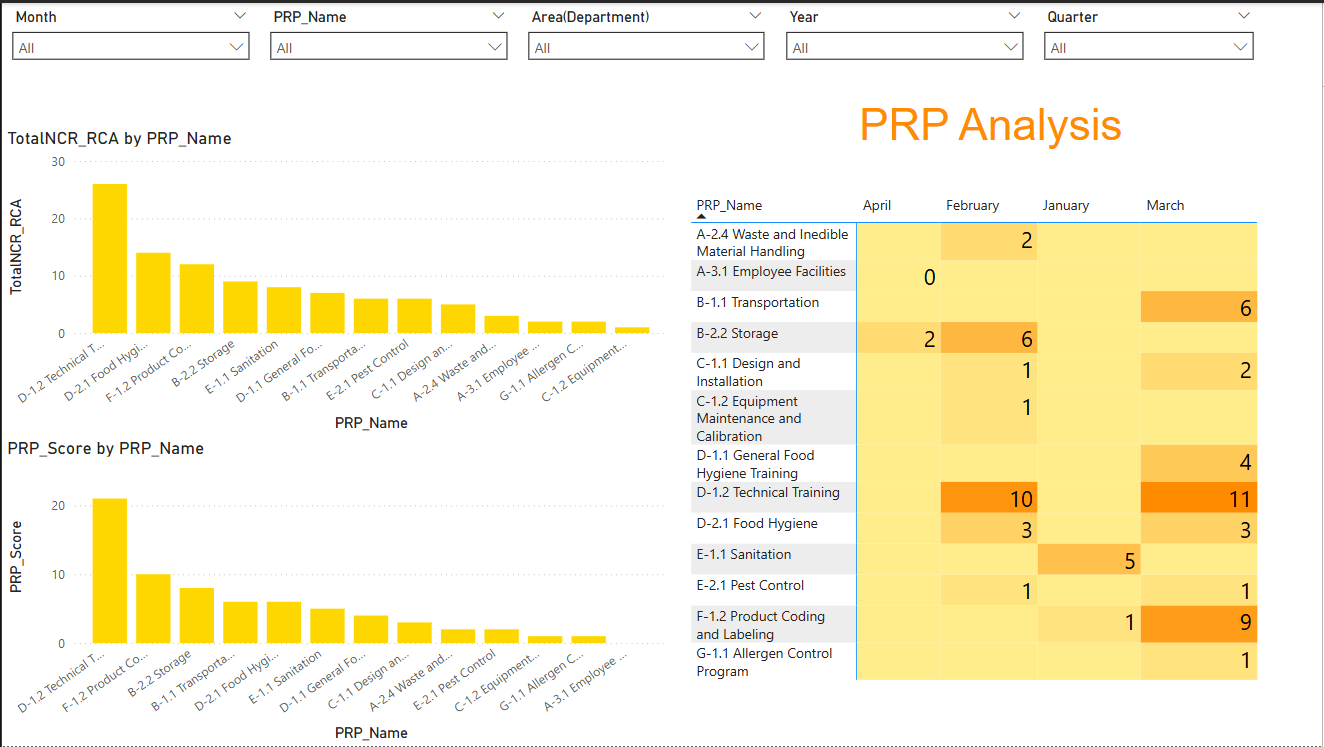 Month
PRP_Name
Area(Department)
Year
Quarter
All
All
All
All
All
PRP Analysis
TotalNCR_RCA by PRP_Name
30
20
10
0
TotalNCR_RCA
D-1.2 Technical T...
D-2.1 Food Hygi...
F-1.2 Product Co...
B-2.2 Storage
E-1.1 Sanitation
D-1.1 General Fo...
B-1.1 Transporta...
E-2.1 Pest Control
C-1.1 Design an...
A-2.4 Waste and...
A-3.1 Employee ...
G-1.1 Allergen C...
C-1.2 Equipment...
PRP_Name
PRP_Score by PRP_Name
20
10
0
PRP_Score
D-1.2 Technical T...
F-1.2 Product Co...
B-2.2 Storage
B-1.1 Transporta...
D-2.1 Food Hygi...
E-1.1 Sanitation
D-1.1 General Fo...
C-1.1 Design an...
A-2.4 Waste and...
E-2.1 Pest Control
C-1.2 Equipment...
G-1.1 Allergen C...
A-3.1 Employee ...
PRP_Name
PRP_Name April February January March
A-2.4 Waste and Inedible 2
Material Handling
A-3.1 Employee Facilities 0
B-1.1 Transportation 6
B-2.2 Storage 2 6
C-1.1 Design and 1 2
Installation
C-1.2 Equipment 1
Maintenance and
Calibration
D-1.1 General Food 4
Hygiene Training
D-1.2 Technical Training 10 11
D-2.1 Food Hygiene 3 3
E-1.1 Sanitation 5
E-2.1 Pest Control 1 1
F-1.2 Product Coding 1 9
and Labeling
G-1.1 Allergen Control 1
Program